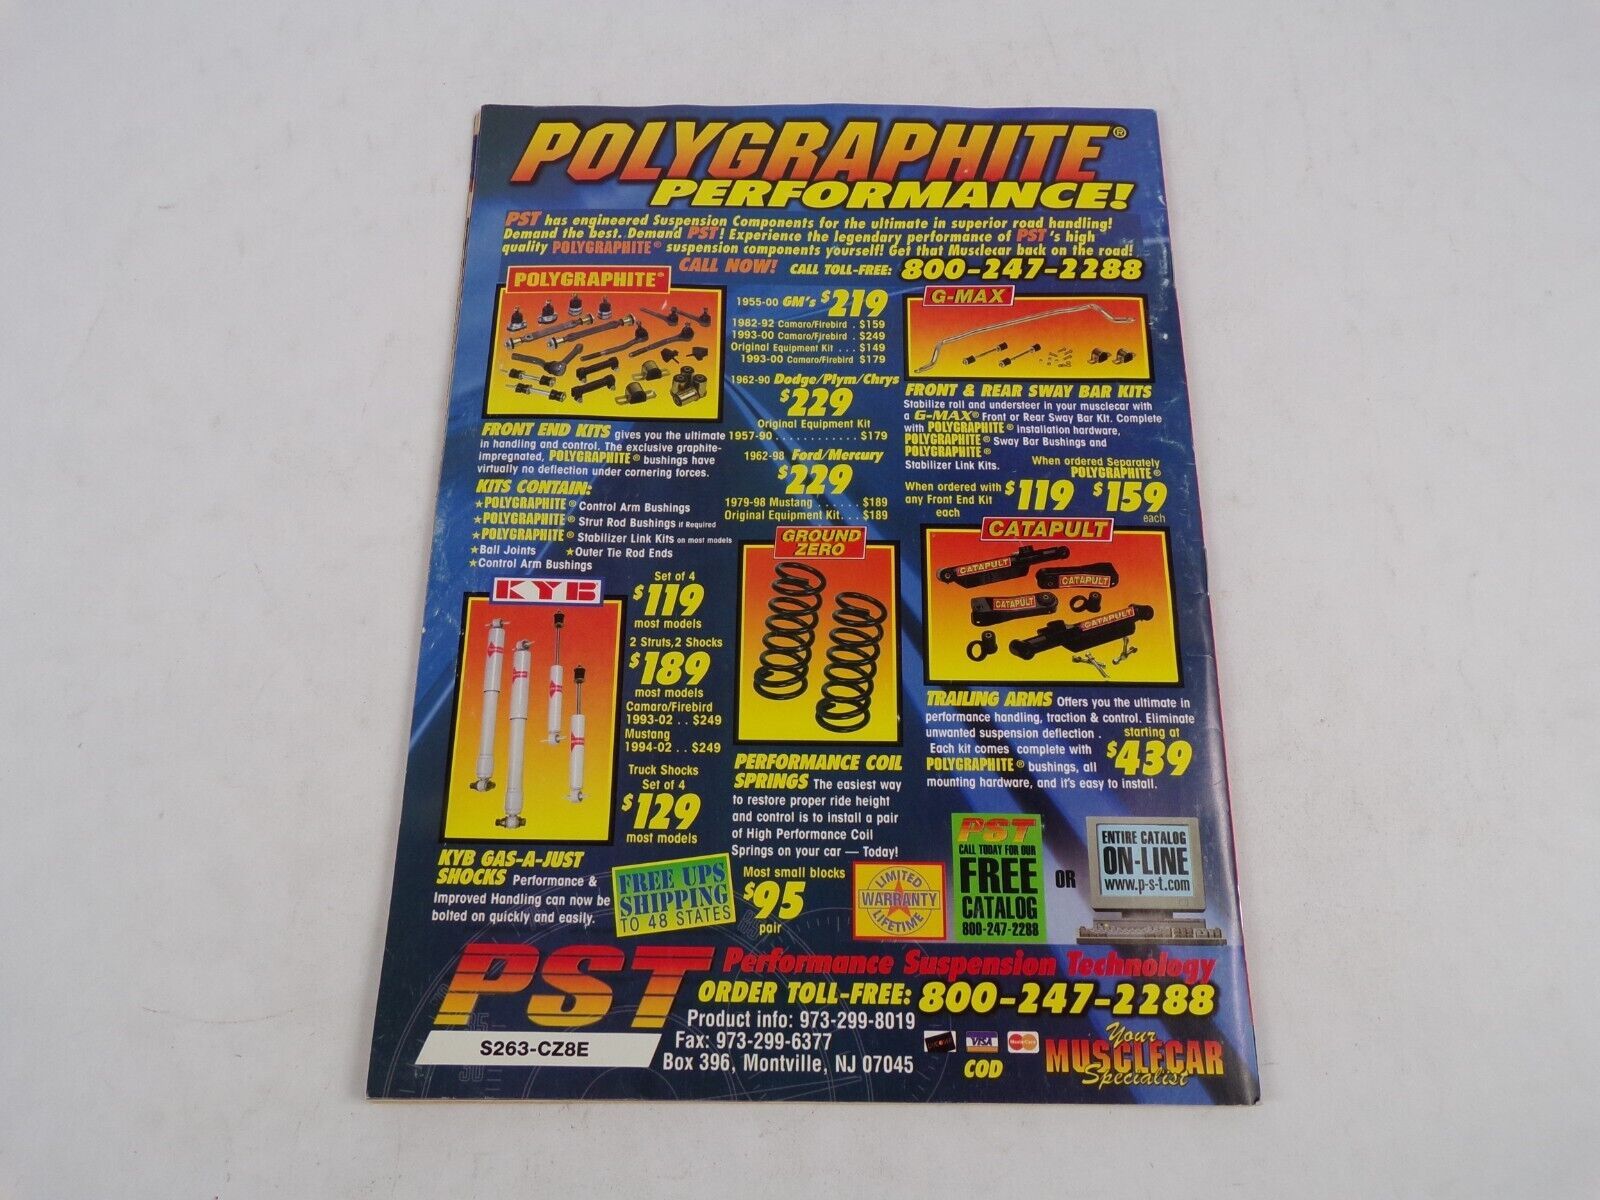 POLYGRAPHITE®
PERFORMANCE!
PST has engineered Suspension Components for the ultimate in superior road handling!
Demand the best. Demand PST! Experience the legendary performance of PST's high
quality POLYGRAPHITE® suspension components yourself! Get that Musclecar back on the road!
CALL NOW! CALL TOLL-FREE: 800-247-2288
POLYGRAPHITE®
FRONT END KITS gives you the ultimate
in handling and control. The exclusive graphite-
impregnated, POLYGRAPHITE® bushings have
virtually no deflection under cornering forces.
KITS CONTAIN:
★POLYGRAPHITE® Control Arm Bushings
★POLYGRAPHITE® Strut Rod Bushings if Required
★POLYGRAPHITE® Stabilizer Link Kits on most models
★Ball Joints ★Outer Tie Rod Ends
★Control Arm Bushings
1955-00 GM's $219
1982-92 Camaro/Firebird . $159
1993-00 Camaro/Firebird . $249
Original Equipment Kit . . . $149
1993-00 Camaro/Firebird $179
1962-90 Dodge/Plym/Chrys
$229
Original Equipment Kit
1957-90 . . . . . . . . . . . . $179
1962-98 Ford/Mercury
$229
1979-98 Mustang . . . . . . $189
Original Equipment Kit. . . $189
G-MAX
FRONT & REAR SWAY BAR KITS
Stabilize roll and understeer in your musclecar with
a G-MAX® Front or Rear Sway Bar Kit. Complete
with POLYGRAPHITE® installation hardware,
POLYGRAPHITE® Sway Bar Bushings and
POLYGRAPHITE®
Stabilizer Link Kits.
When ordered with
any Front End Kit
each
$119
When ordered Separately
POLYGRAPHITE®
$159
each
KYB
Set of 4
$119
most models
2 Struts, 2 Shocks
$189
most models
Camaro/Firebird
1993-02 . . $249
Mustang
1994-02 . . $249
Truck Shocks
Set of 4
$129
most models
KYB GAS-A-JUST
SHOCKS Performance &
Improved Handling can now be
bolted on quickly and easily.
GROUND
ZERO
PERFORMANCE COIL
SPRINGS The easiest way
to restore proper ride height
and control is to install a pair
of High Performance Coil
Springs on your car — Today!
Most small blocks
$95
pair
CATAPULT
CATAPULT
CATAPULT
CATAPULT
CATAPULT
TRAILING ARMS Offers you the ultimate in
performance handling, traction & control. Eliminate
unwanted suspension deflection .
Each kit comes complete with
POLYGRAPHITE® bushings, all
mounting hardware, and it's easy to install.
starting at
$439
FREE UPS
SHIPPING
TO 48 STATES
LIMITED
WARRANTY
LIFETIME
PST
CALL TODAY FOR OUR
FREE
CATALOG
800-247-2288
OR
ENTIRE CATALOG
ON-LINE
www.p-s-t.com
PST
Performance Suspension Technology
ORDER TOLL-FREE: 800-247-2288
Product info: 973-299-8019
Fax: 973-299-6377
Box 396, Montville, NJ 07045
S263-CZ8E
VISA
MasterCard
COD
Your
MUSCLECAR
Specialist